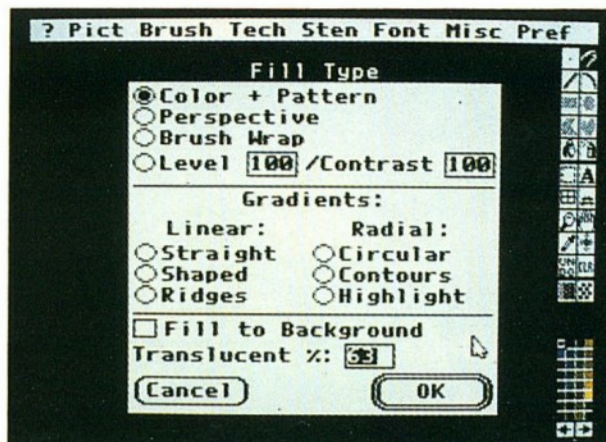 ? Pict Brush Tech Sten Font Misc Pref
Fill Type
Color + Pattern
Perspective
Brush Wrap
Level 100 /Contrast 100
Gradients:
Linear: Radial:
Straight Circular
Shaped Contours
Ridges Highlight
Fill to Background
Translucent %:
Cancel OK
A
CLR